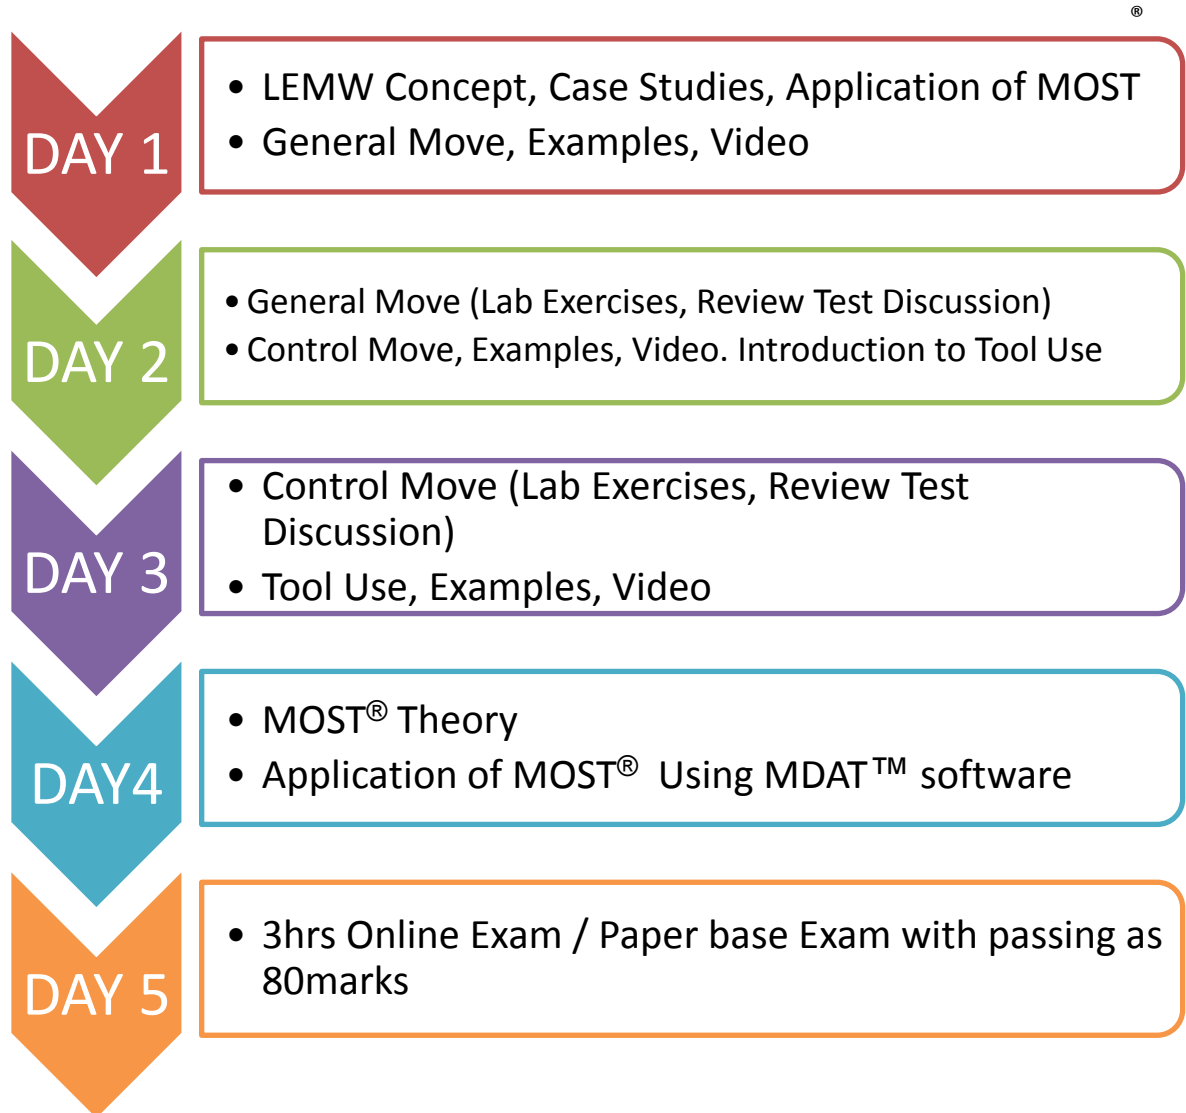 ®
DAY 1
• LEMW Concept, Case Studies, Application of MOST
• General Move, Examples, Video
DAY 2
• General Move (Lab Exercises, Review Test Discussion)
• Control Move, Examples, Video. Introduction to Tool Use
DAY 3
• Control Move (Lab Exercises, Review Test
Discussion)
• Tool Use, Examples, Video
DAY4
• MOST® Theory
• Application of MOST® Using MDAT™ software
DAY 5
• 3hrs Online Exam / Paper base Exam with passing as
80marks